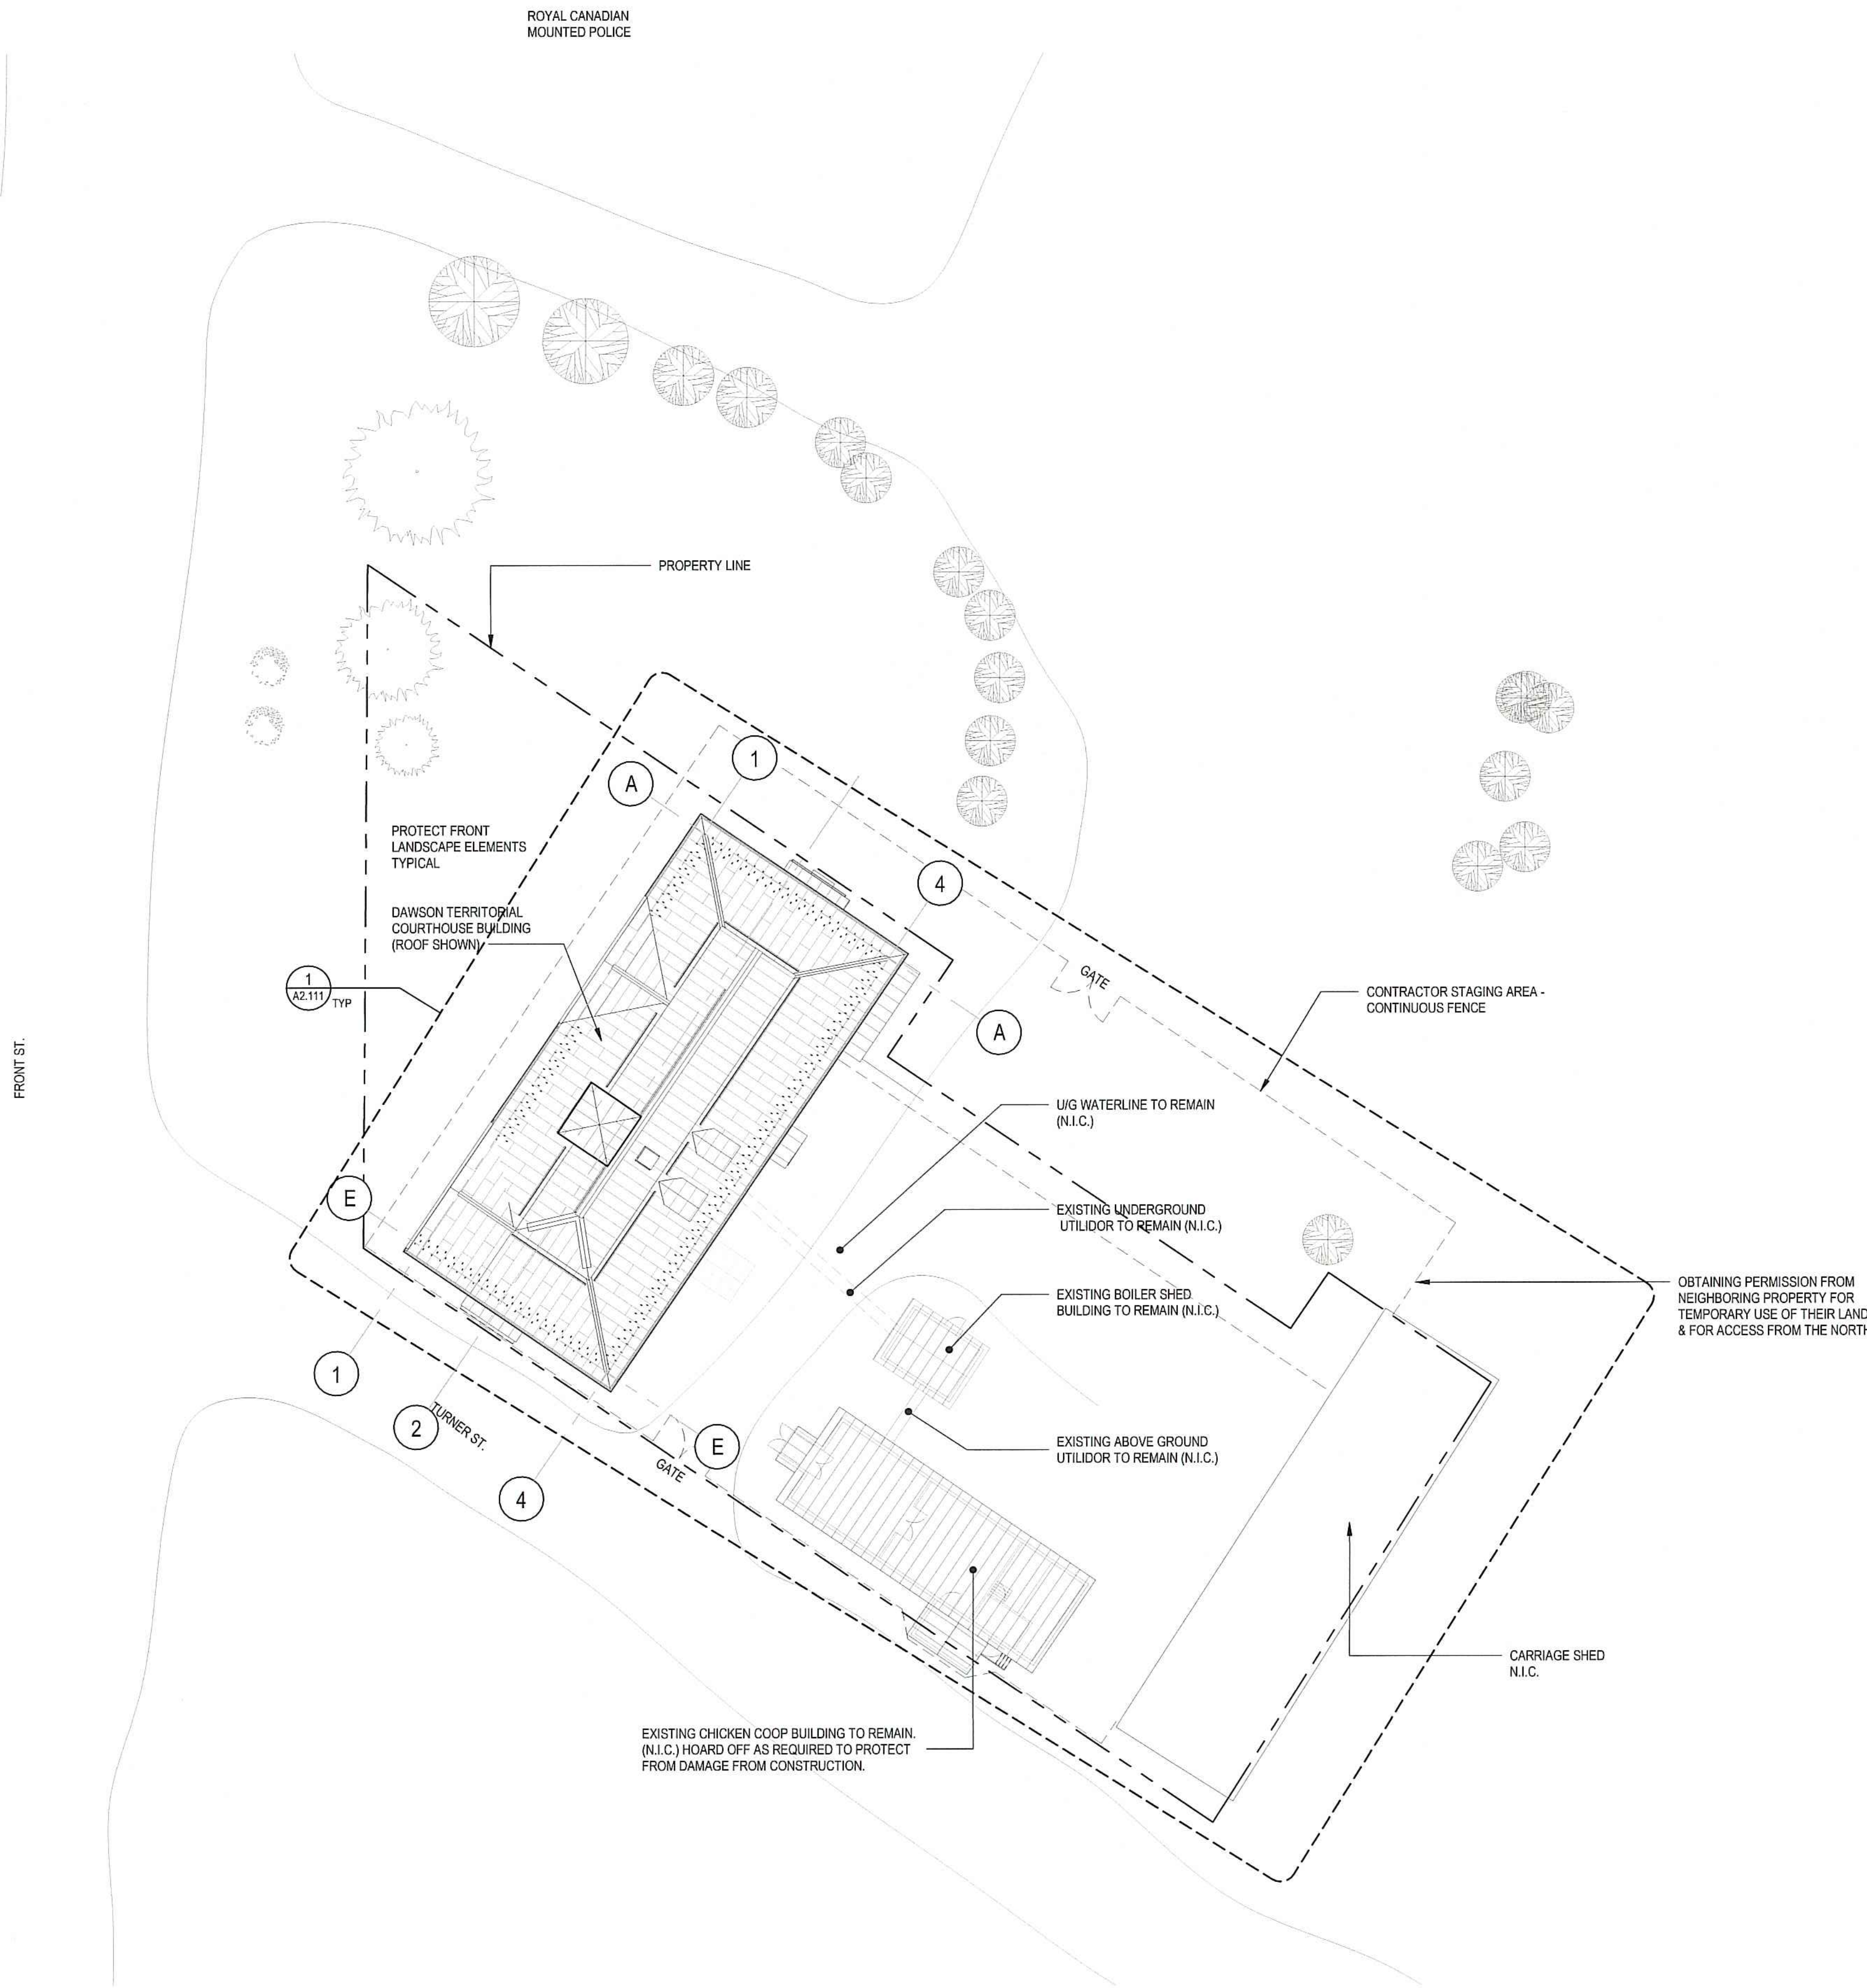 ROYAL CANADIAN
MOUNTED POLICE
PROPERTY LINE
1
A
PROTECT FRONT
LANDSCAPE ELEMENTS
TYPICAL
4
DAWSON TERRITORIAL
COURTHOUSE BUILDING
(ROOF SHOWN)
1
A2.111
TYP
GATE
CONTRACTOR STAGING AREA -
CONTINUOUS FENCE
A
FRONT ST.
U/G WATERLINE TO REMAIN
(N.I.C.)
E
EXISTING UNDERGROUND
UTILIDOR TO REMAIN (N.I.C.)
EXISTING BOILER SHED
BUILDING TO REMAIN (N.I.C.)
OBTAINING PERMISSION FROM
NEIGHBORING PROPERTY FOR
TEMPORARY USE OF THEIR LAND
& FOR ACCESS FROM THE NORTH
1
2
TURNER ST.
E
GATE
4
EXISTING ABOVE GROUND
UTILIDOR TO REMAIN (N.I.C.)
CARRIAGE SHED
N.I.C.
EXISTING CHICKEN COOP BUILDING TO REMAIN.
(N.I.C.) HOARD OFF AS REQUIRED TO PROTECT
FROM DAMAGE FROM CONSTRUCTION.